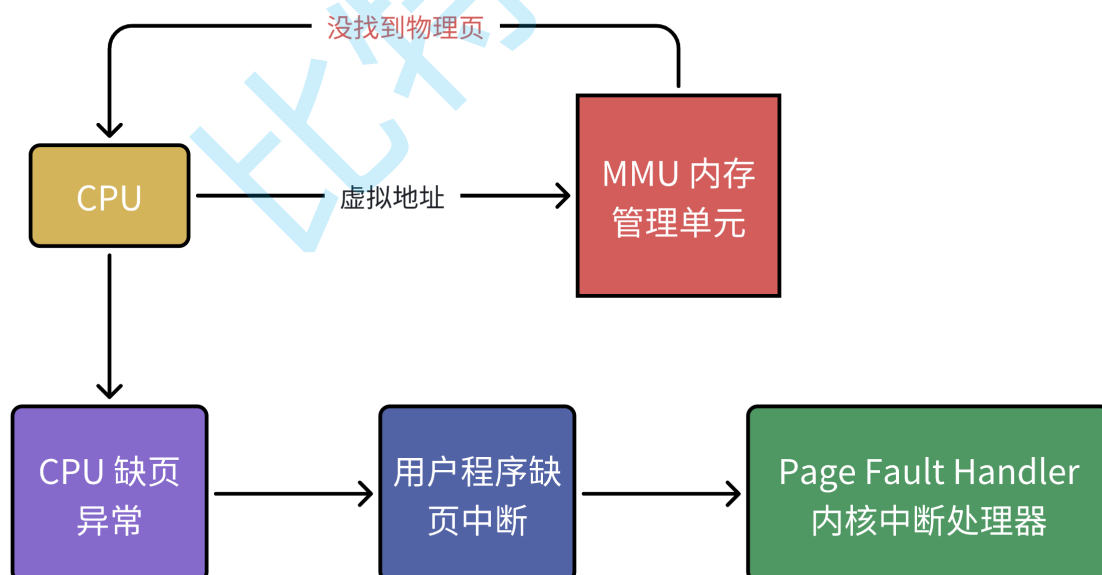 没找到物理页
比特
CPU
虚拟地址
MMU 内存
管理单元
CPU 缺页
异常
用户程序缺
页中断
Page Fault Handler
内核中断处理器